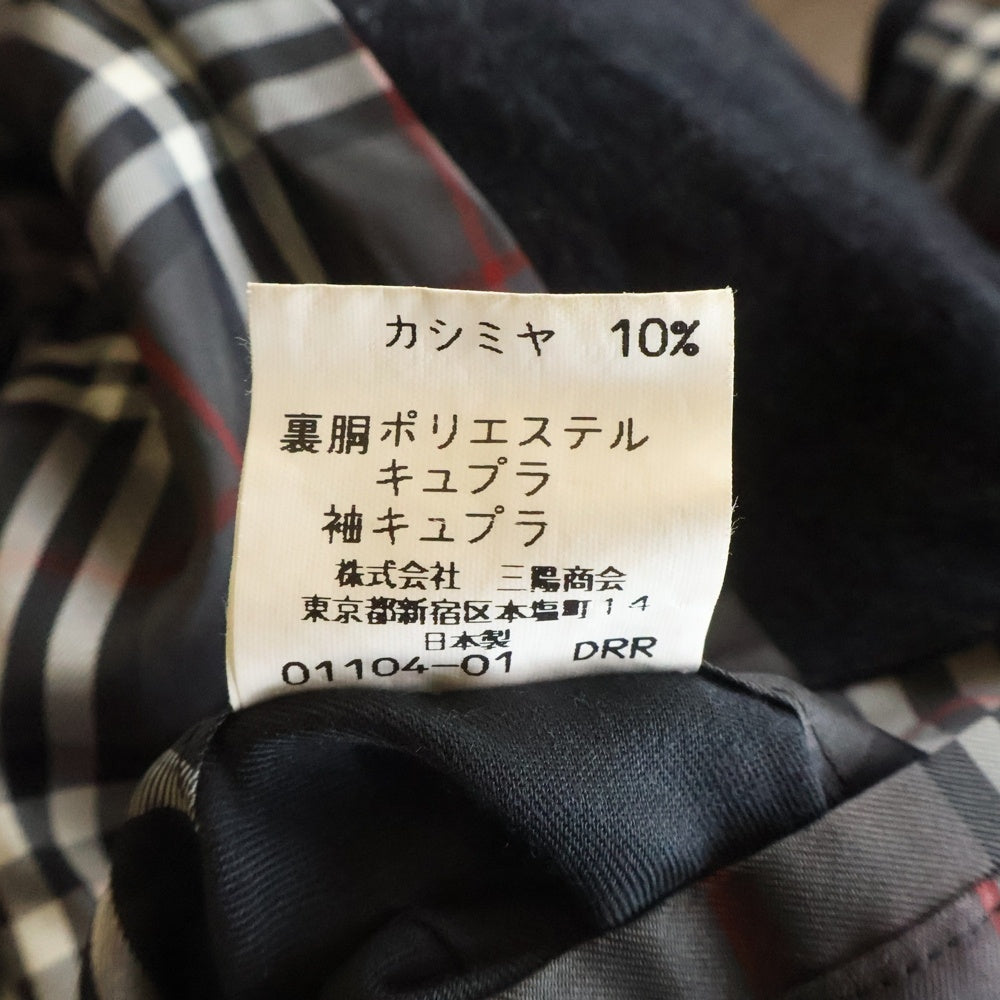 カシミヤ 10%
裏胴ポリエステル
キュプラ
袖キュプラ
株式会社 三陽商会
東京都新宿区本塩町14
日本製
01104-01 DRR